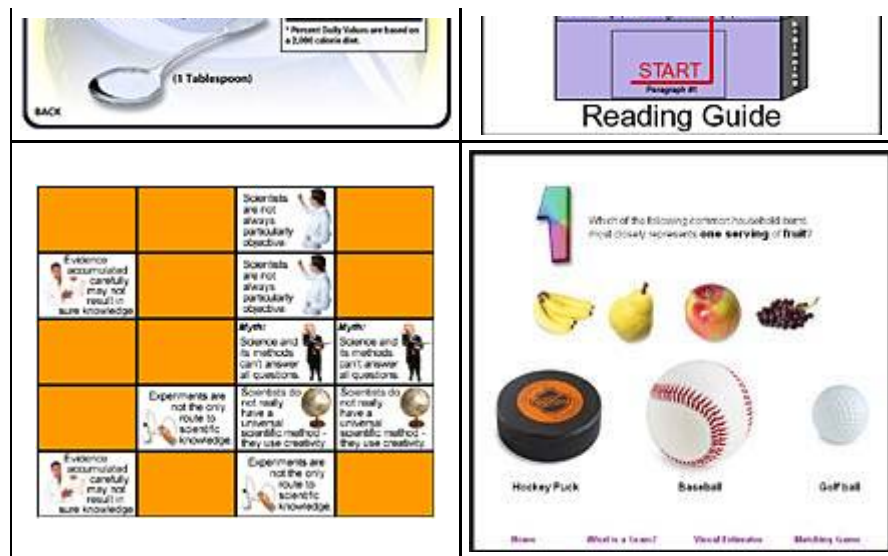 * Percent Daily Values are based on
a 2,000 calorie diet.
(1 Tablespoon)
BACK
START
Paragraph #1
Reading Guide
Scientists
are not
always
particularly
objective
Evidence
accumulated
carefully
may not
result in
sure knowledge
Scientists
are not
always
particularly
objective
Myth:
Science and
its methods
can't answer
all questions.
Myth:
Science and
its methods
can't answer
all questions.
Experiments are
not the only
route to
scientific
knowledge.
Scientists do
not really
have a
universal
scientific method -
they use creativity.
Scientists do
not really
have a
universal
scientific method -
they use creativity.
Evidence
accumulated
carefully
may not
result in
sure knowledge
Experiments are
not the only
route to
scientific
knowledge.
1
Which of the following common household items
most closely represents one serving of fruit?
Hockey Puck
Baseball
Golf ball
Home
What is a Serving?
Visual Estimates
Matching Game